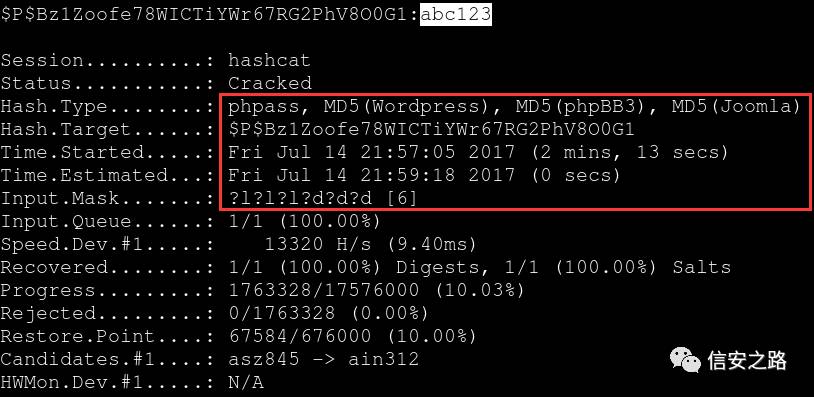 $P$Bz1Zoofe78WICTiYWr67RG2PhV8O0G1:abc123
Session..........: hashcat
Status...........: Cracked
Hash.Type........: phpass, MD5(Wordpress), MD5(phpBB3), MD5(Joomla)
Hash.Target......: $P$Bz1Zoofe78WICTiYWr67RG2PhV8O0G1
Time.Started.....: Fri Jul 14 21:57:05 2017 (2 mins, 13 secs)
Time.Estimated...: Fri Jul 14 21:59:18 2017 (0 secs)
Input.Mask.......: ?l?l?l?d?d?d [6]
Input.Queue......: 1/1 (100.00%)
Speed.Dev.#1.....:    13320 H/s (9.40ms)
Recovered........: 1/1 (100.00%) Digests, 1/1 (100.00%) Salts
Progress.........: 1763328/17576000 (10.03%)
Rejected.........: 0/1763328 (0.00%)
Restore.Point....: 67584/676000 (10.00%)
Candidates.#1....: asz845 -> ain312
HWMon.Dev.#1.....: N/A
信安之路